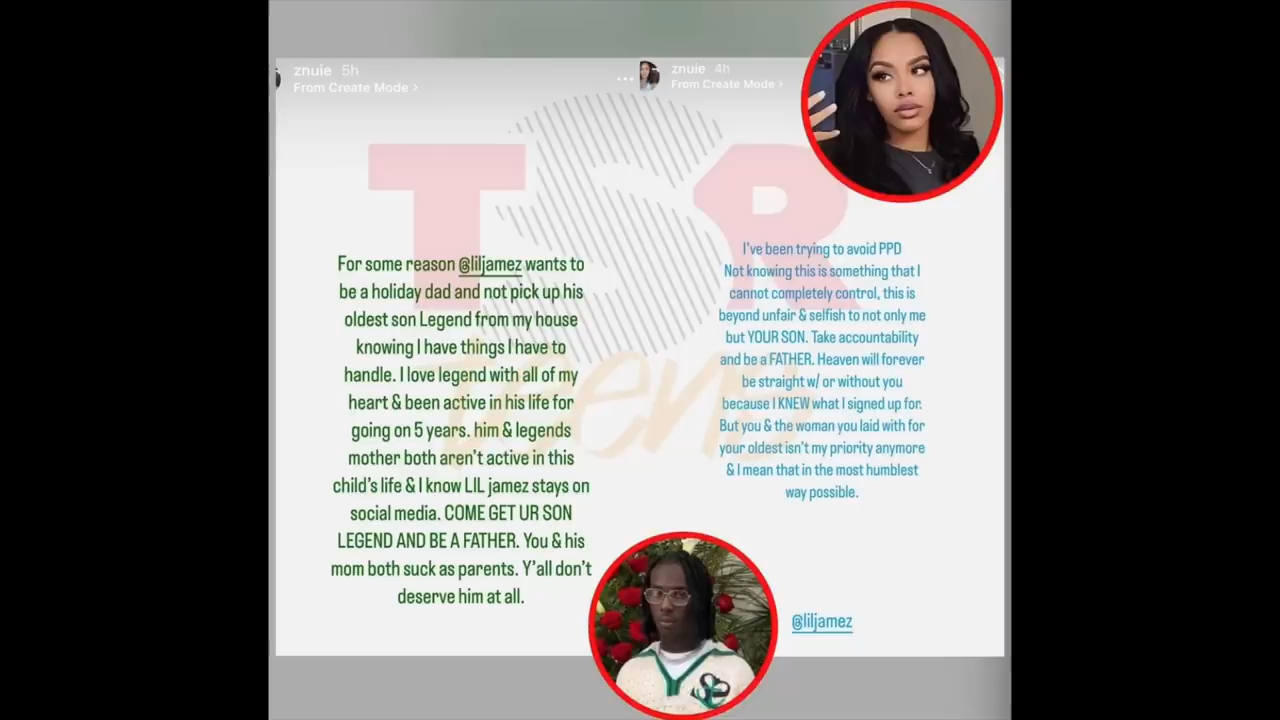 znuie 5h
From Create Mode >
For some reason @liljamez wants to
be a holiday dad and not pick up his
oldest son Legend from my house
knowing I have things I have to
handle. I love legend with all of my
heart & been active in his life for
going on 5 years. him & legends
mother both aren't active in this
child's life & I know LIL jamez stays on
social media. COME GET UR SON
LEGEND AND BE A FATHER. You & his
mom both suck as parents. Y'all don't
deserve him at all.
znuie 4h
From Create Mode >
I've been trying to avoid PPD
Not knowing this is something that I
cannot completely control, this is
beyond unfair & selfish to not only me
but YOUR SON. Take accountability
and be a FATHER. Heaven will forever
be straight w/ or without you
because I KNEW what I signed up for.
But you & the woman you laid with for
your oldest isn't my priority anymore
& I mean that in the most humblest
way possible.
@liljamez
TSR
teens